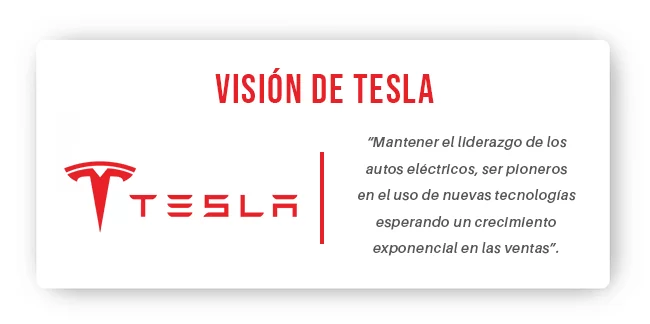 VISIÓN DE TESLA
TESLA
“Mantener el liderazgo de los
autos eléctricos, ser pioneros
en el uso de nuevas tecnologías
esperando un crecimiento
exponencial en las ventas”.